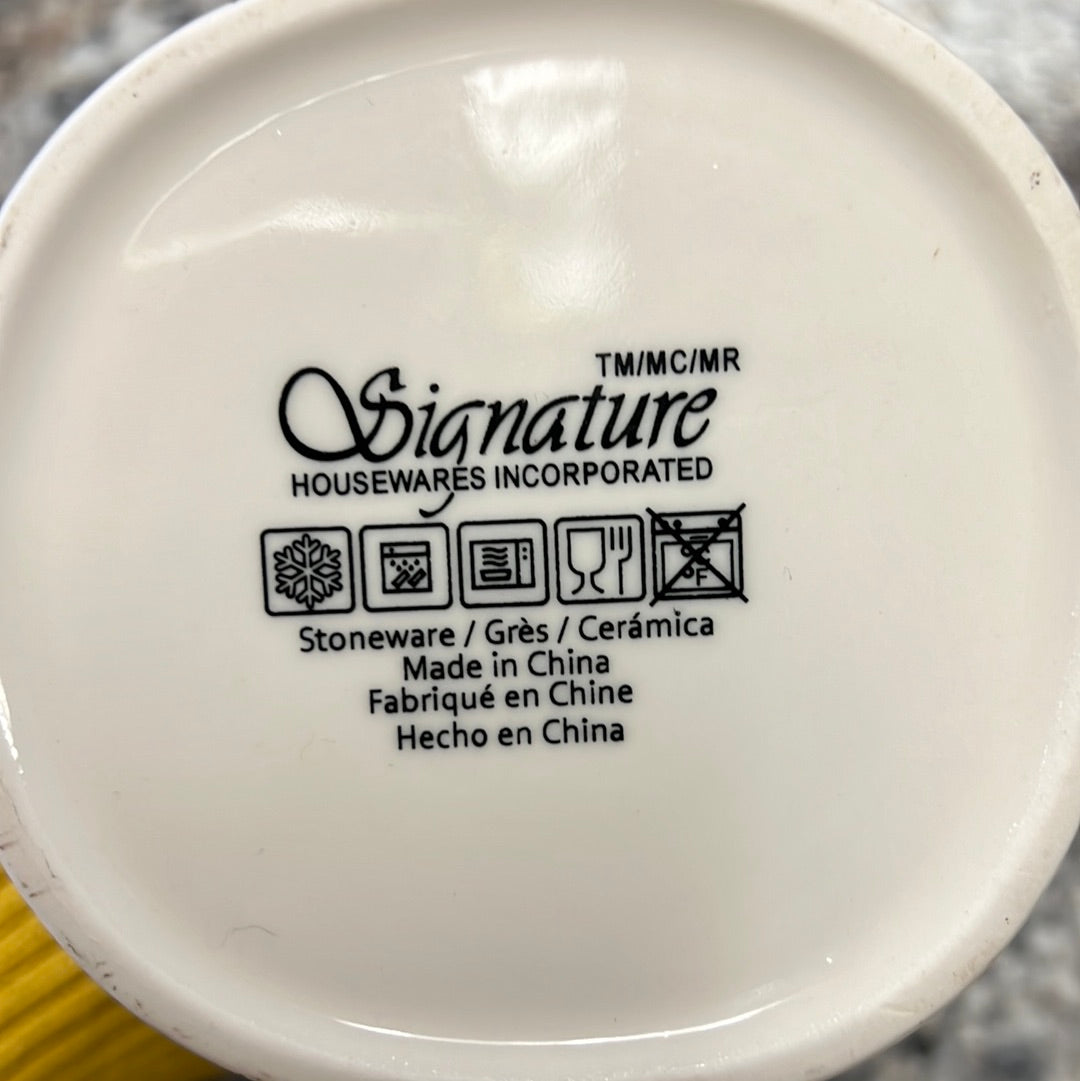 TM/MC/MR
Signature
HOUSEWARES INCORPORATED
°C
°F
Stoneware / Grès / Cerámica
Made in China
Fabriqué en Chine
Hecho en China